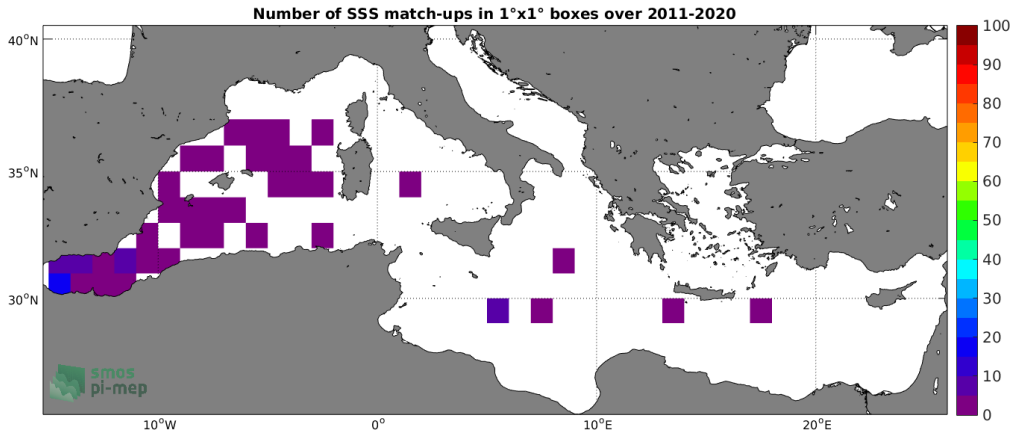 Number of SSS match-ups in 1°x1° boxes over 2011-2020
40°N
35°N
30°N
10°W
0°
10°E
20°E
100
90
80
70
60
50
40
30
20
10
0
smos
pi-mep